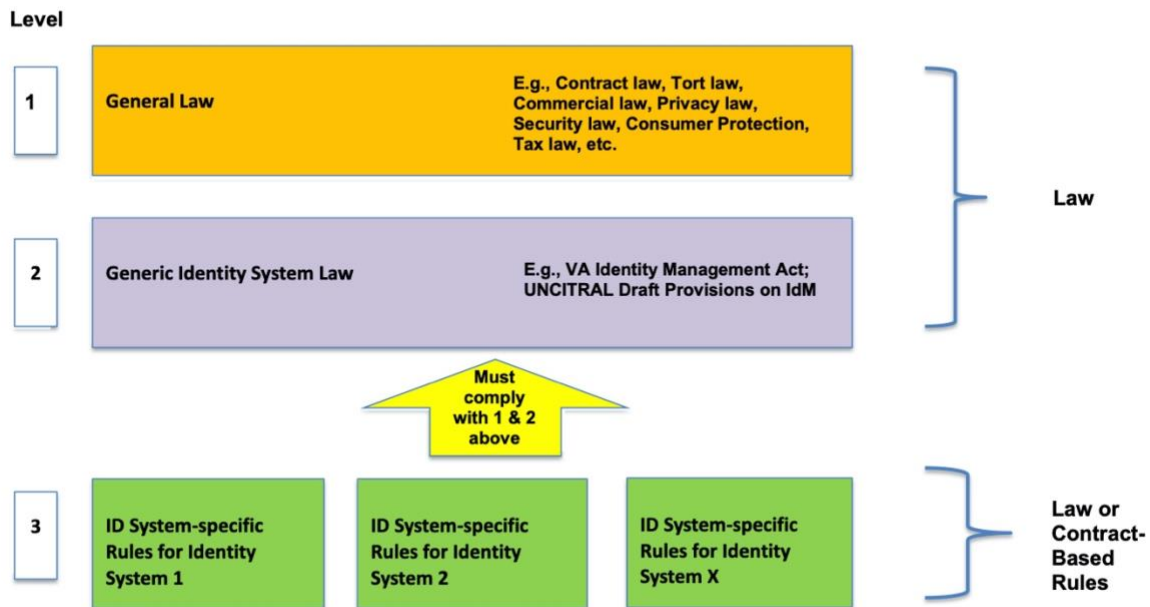 Level
1
General Law
E.g., Contract law, Tort law,
Commercial law, Privacy law,
Security law, Consumer Protection,
Tax law, etc.
Law
2
Generic Identity System Law
E.g., VA Identity Management Act;
UNCITRAL Draft Provisions on IdM
Must
comply
with 1 & 2
above
3
ID System-specific
Rules for Identity
System 1
ID System-specific
Rules for Identity
System 2
ID System-specific
Rules for Identity
System X
Law or
Contract-
Based
Rules